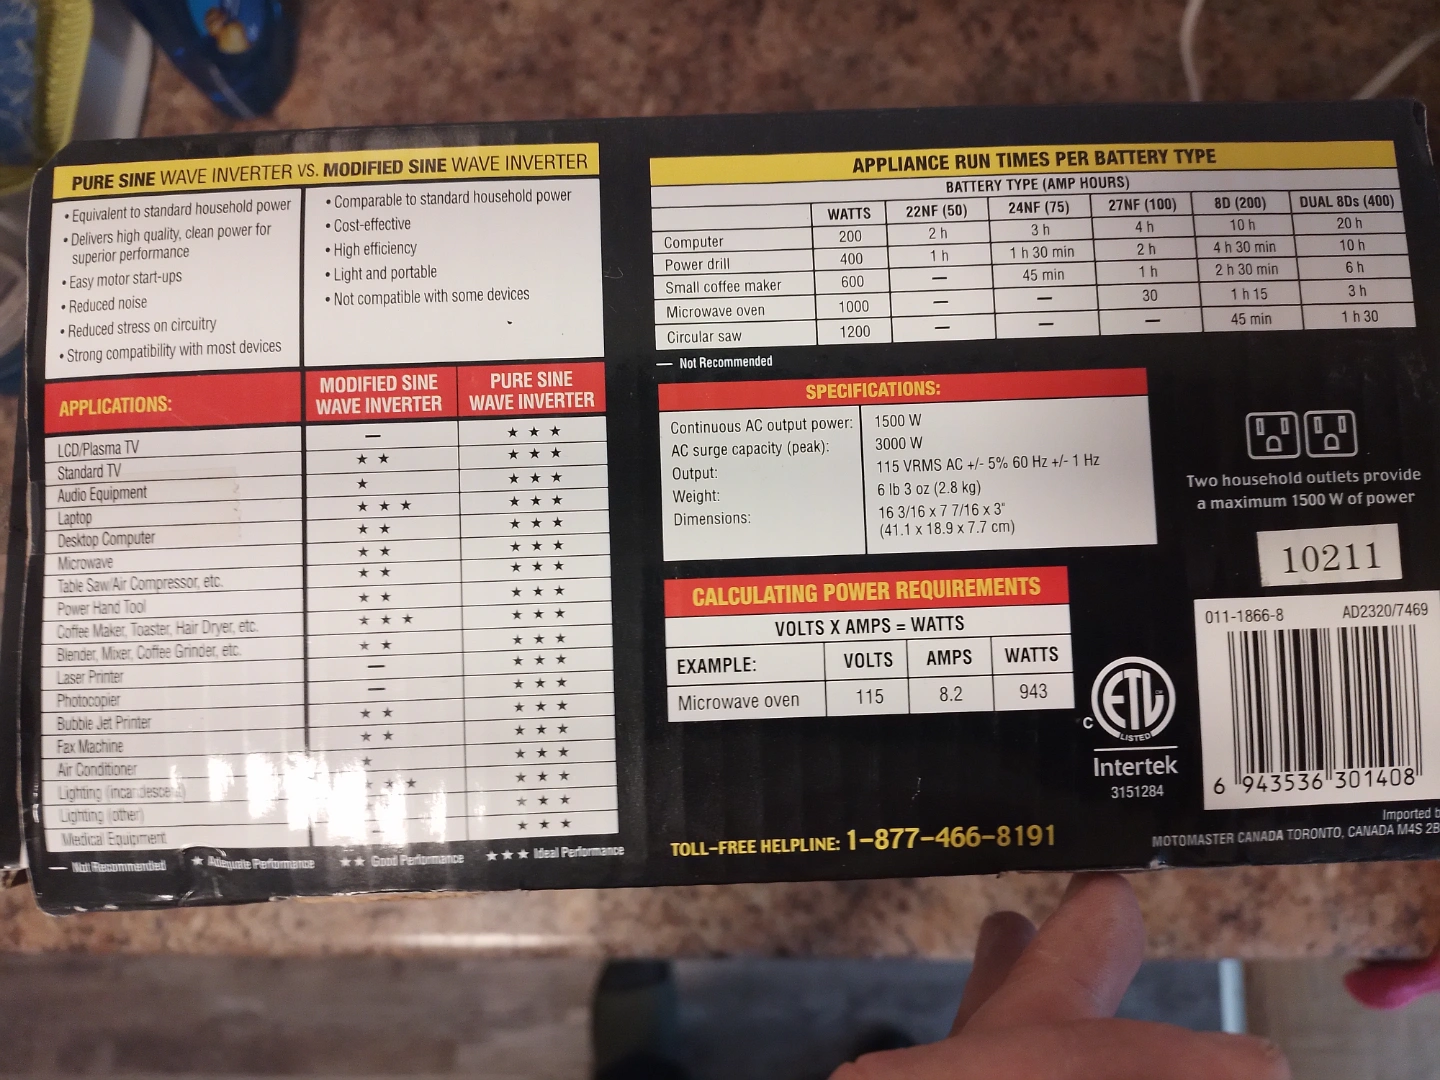 PURE SINE WAVE INVERTER VS. MODIFIED SINE WAVE INVERTER
• Equivalent to standard household power
• Delivers high quality, clean power for
superior performance
• Easy motor start-ups
• Reduced noise
• Reduced stress on circuitry
• Strong compatibility with most devices
• Comparable to standard household power
• Cost-effective
• High efficiency
• Light and portable
• Not compatible with some devices
APPLICATIONS: MODIFIED SINE WAVE INVERTER PURE SINE WAVE INVERTER
LCD/Plasma TV — ★ ★ ★
Standard TV ★ ★ ★ ★ ★
Audio Equipment ★ ★ ★ ★
Laptop ★ ★ ★ ★ ★ ★
Desktop Computer ★ ★ ★ ★ ★
Microwave ★ ★ ★ ★ ★
Table Saw/Air Compressor, etc. ★ ★ ★ ★ ★
Power Hand Tool ★ ★ ★ ★ ★
Coffee Maker, Toaster, Hair Dryer, etc. ★ ★ ★ ★ ★ ★
Blender, Mixer, Coffee Grinder, etc. ★ ★ ★ ★ ★
Laser Printer — ★ ★ ★
Photocopier — ★ ★ ★
Bubble Jet Printer ★ ★ ★ ★ ★
Fax Machine ★ ★ ★ ★ ★
Air Conditioner ★ ★ ★ ★
Lighting (incandescent) ★ ★ ★ ★ ★ ★
Lighting (other) ★ ★ ★
Medical Equipment — ★ ★ ★
— Not Recommended ★ Adequate Performance ★★ Good Performance ★★★ Ideal Performance
APPLIANCE RUN TIMES PER BATTERY TYPE
BATTERY TYPE (AMP HOURS)
WATTS 22NF (50) 24NF (75) 27NF (100) 8D (200) DUAL 8Ds (400)
Computer 200 2 h 3 h 4 h 10 h 20 h
Power drill 400 1 h 1 h 30 min 2 h 4 h 30 min 10 h
Small coffee maker 600 — 45 min 1 h 2 h 30 min 6 h
Microwave oven 1000 — — 30 1 h 15 3 h
Circular saw 1200 — — — 45 min 1 h 30
— Not Recommended
SPECIFICATIONS:
Continuous AC output power: 1500 W
AC surge capacity (peak): 3000 W
Output: 115 VRMS AC +/- 5% 60 Hz +/- 1 Hz
Weight: 6 lb 3 oz (2.8 kg)
Dimensions: 16 3/16 x 7 7/16 x 3"
(41.1 x 18.9 x 7.7 cm)
Two household outlets provide
a maximum 1500 W of power
10211
CALCULATING POWER REQUIREMENTS
VOLTS X AMPS = WATTS
EXAMPLE: VOLTS AMPS WATTS
Microwave oven 115 8.2 943
C ETL
LISTED
Intertek
3151284
011-1866-8 AD2320/7469
6 943536 301408
TOLL-FREE HELPLINE: 1-877-466-8191
Imported
MOTOMASTER CANADA TORONTO, CANADA M4S 2B